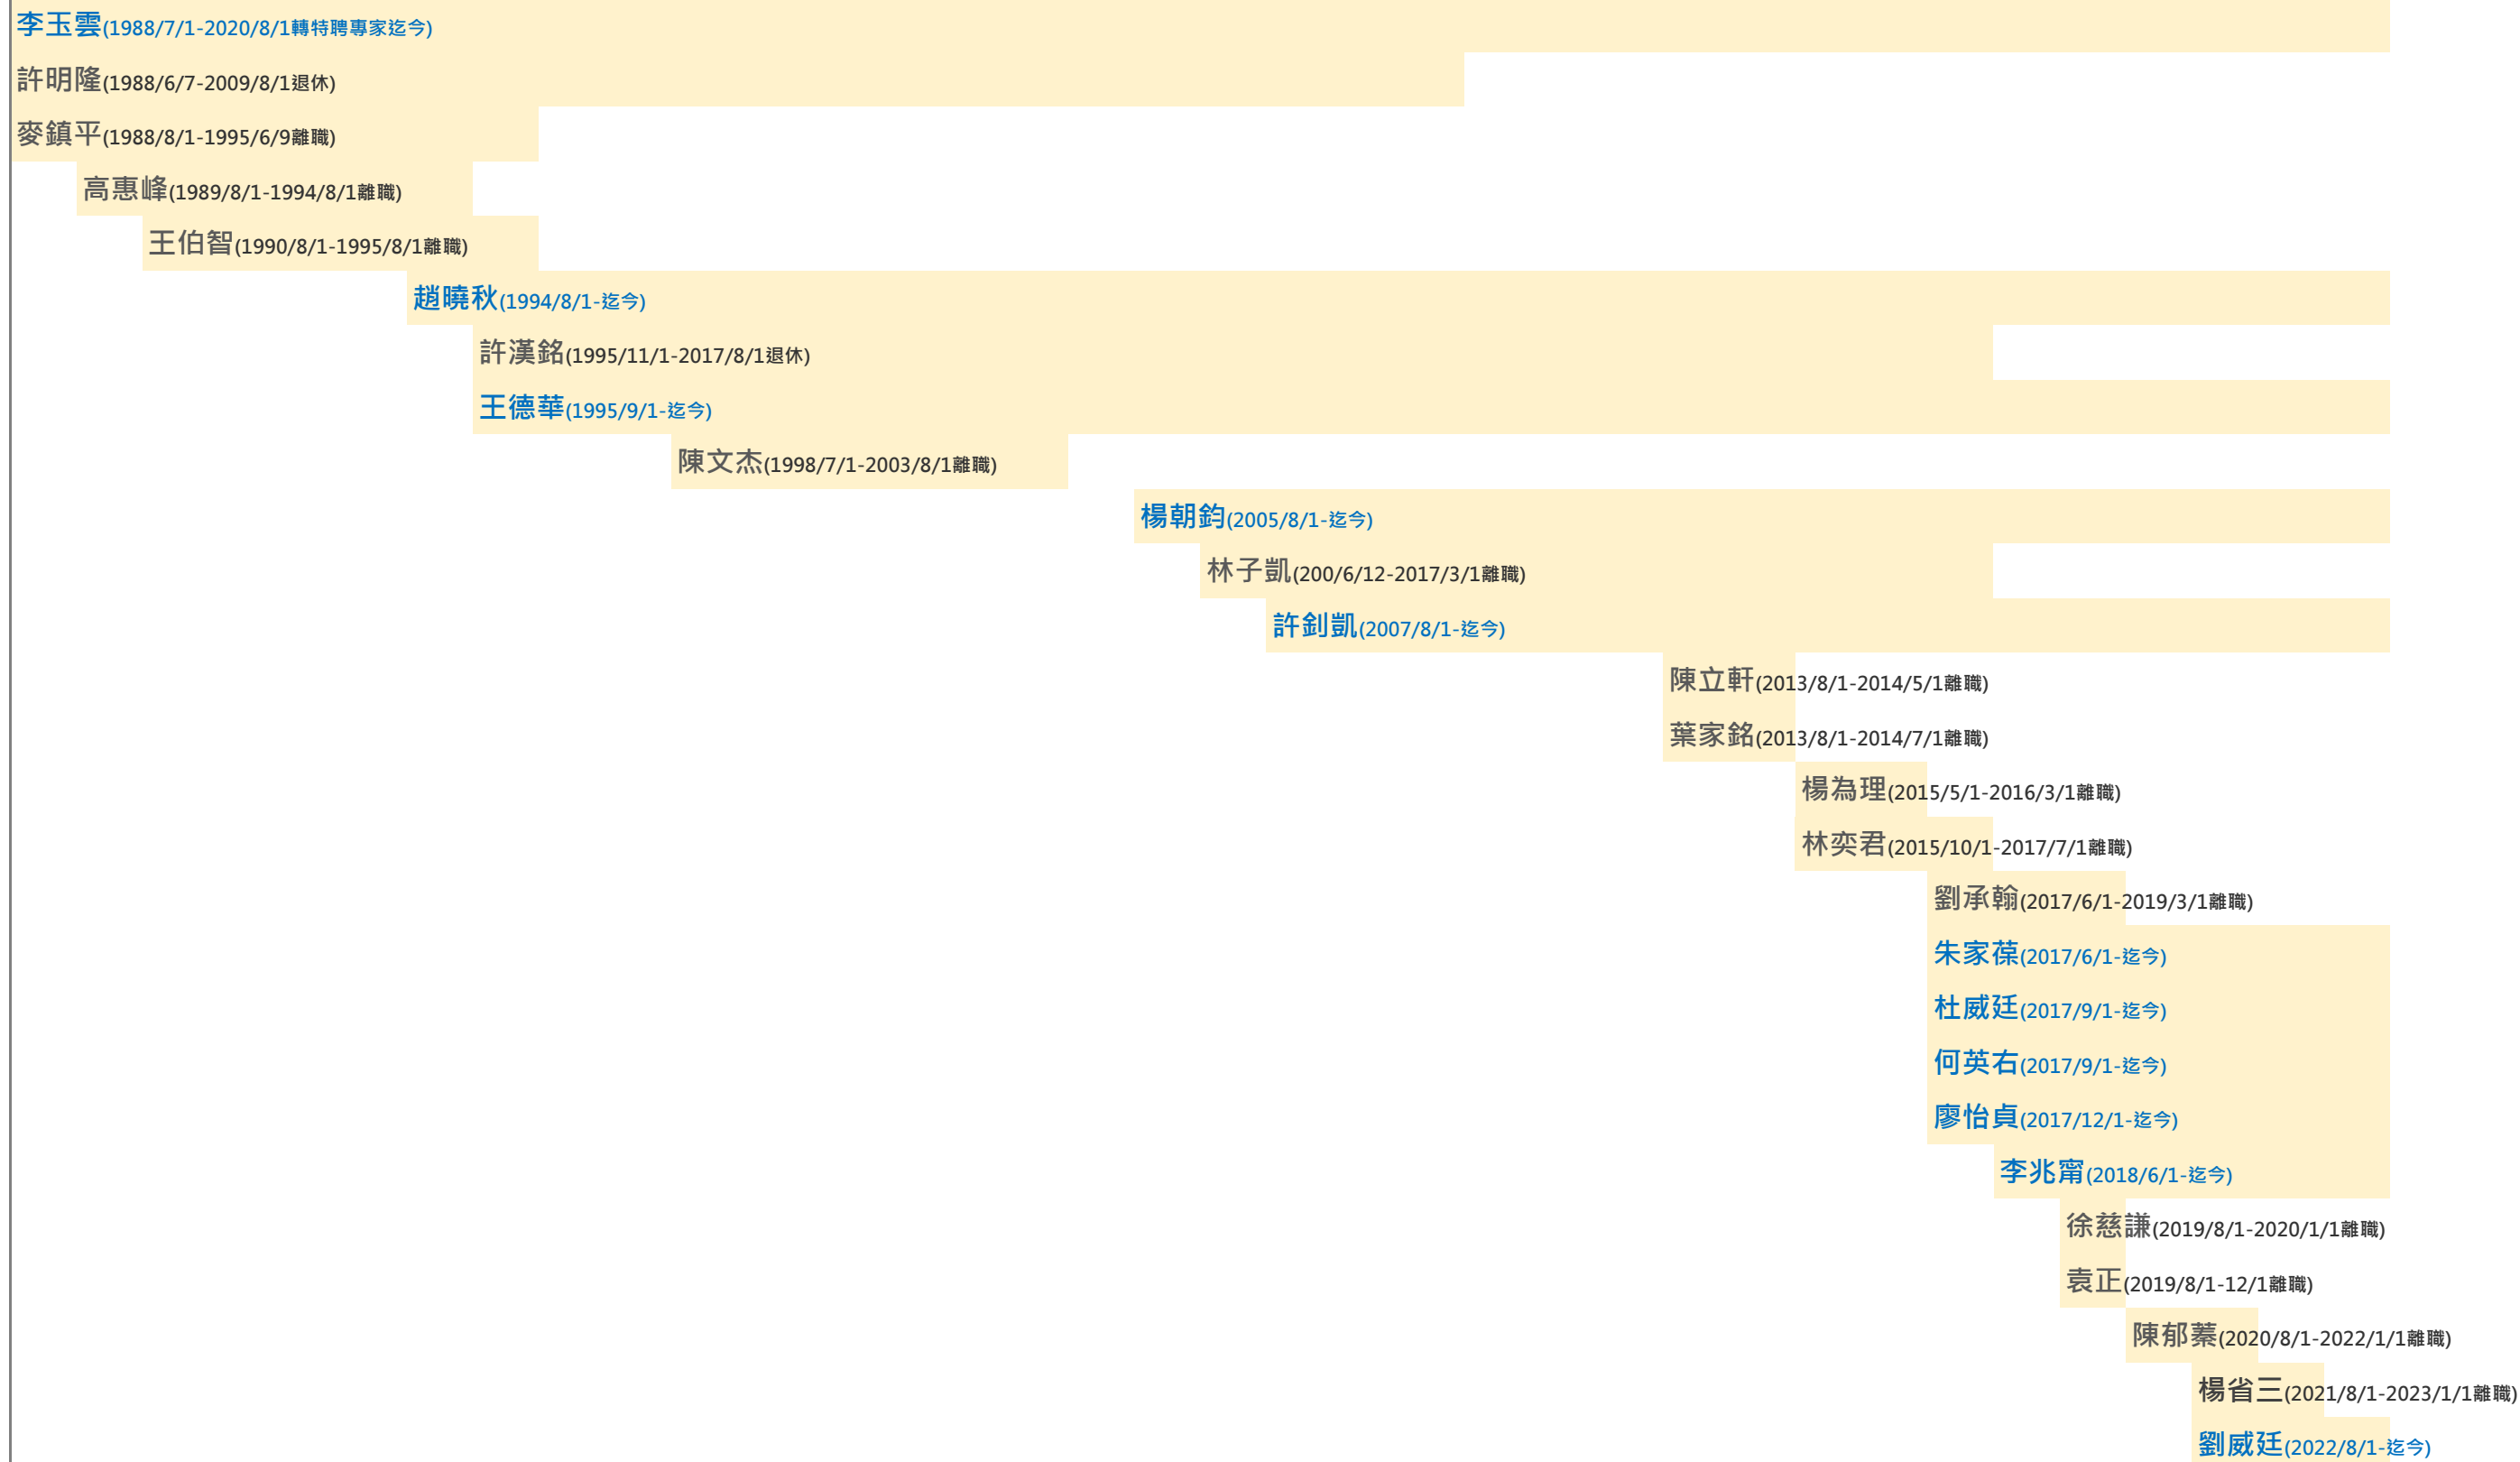 李玉雲(1988/7/1-2020/8/1轉特聘專家迄今)
許明隆(1988/6/7-2009/8/1退休)
麥鎮平(1988/8/1-1995/6/9離職)
高惠峰(1989/8/1-1994/8/1離職)
王伯智(1990/8/1-1995/8/1離職)
趙曉秋(1994/8/1-迄今)
許漢銘(1995/11/1-2017/8/1退休)
王德華(1995/9/1-迄今)
陳文杰(1998/7/1-2003/8/1離職)
楊朝鈞(2005/8/1-迄今)
林子凱(200/6/12-2017/3/1離職)
許釗凱(2007/8/1-迄今)
陳立軒(2013/8/1-2014/5/1離職)
葉家銘(2013/8/1-2014/7/1離職)
楊為理(2015/5/1-2016/3/1離職)
林奕君(2015/10/1-2017/7/1離職)
劉承翰(2017/6/1-2019/3/1離職)
朱家葆(2017/6/1-迄今)
杜威廷(2017/9/1-迄今)
何英右(2017/9/1-迄今)
廖怡貞(2017/12/1-迄今)
李兆甯(2018/6/1-迄今)
徐慈謙(2019/8/1-2020/1/1離職)
袁正(2019/8/1-12/1離職)
陳郁蓁(2020/8/1-2022/1/1離職)
楊省三(2021/8/1-2023/1/1離職)
劉威廷(2022/8/1-迄今)